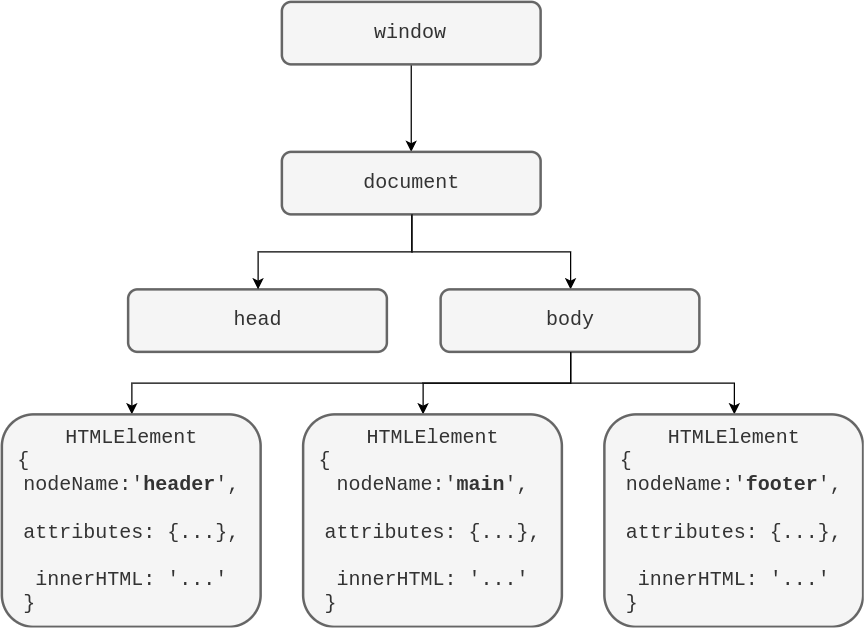 window
document
head
body
HTMLElement
{
nodeName:'header',
attributes: {...},
innerHTML: '...'
}
HTMLElement
{
nodeName:'main',
attributes: {...},
innerHTML: '...'
}
HTMLElement
{
nodeName:'footer',
attributes: {...},
innerHTML: '...'
}